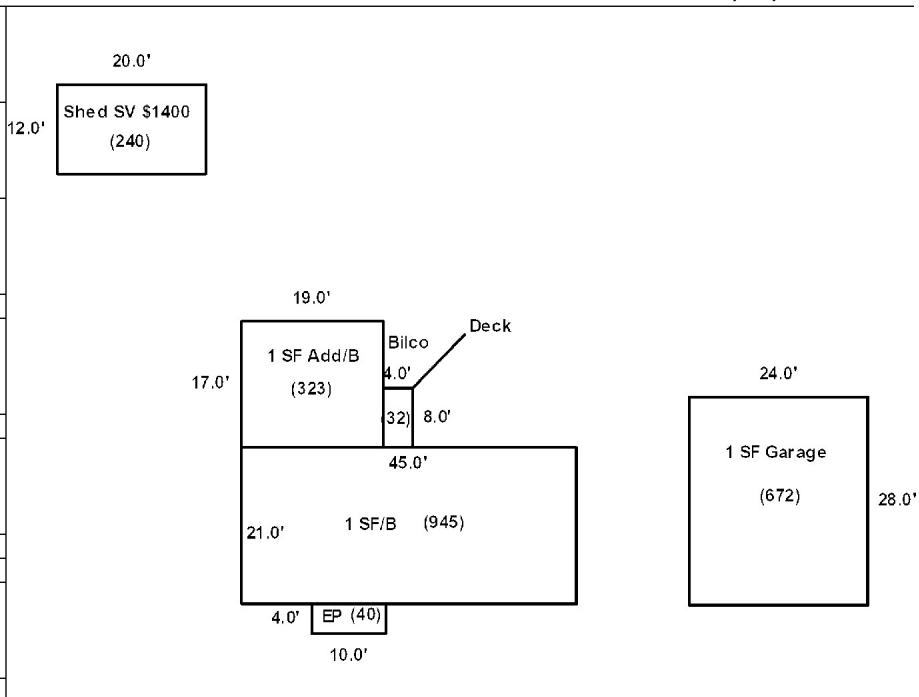 20.0'
Shed SV $1400
12.0'
(240)
19.0'
Deck
Bilco
1 SF Add/B
4.0'
24.0'
17.0'
(323)
(32)
8.0'
45.0'
1 SF Garage
(672)
28.0'
21.0'
1 SF/B (945)
4.0'
EP (40)
10.0'